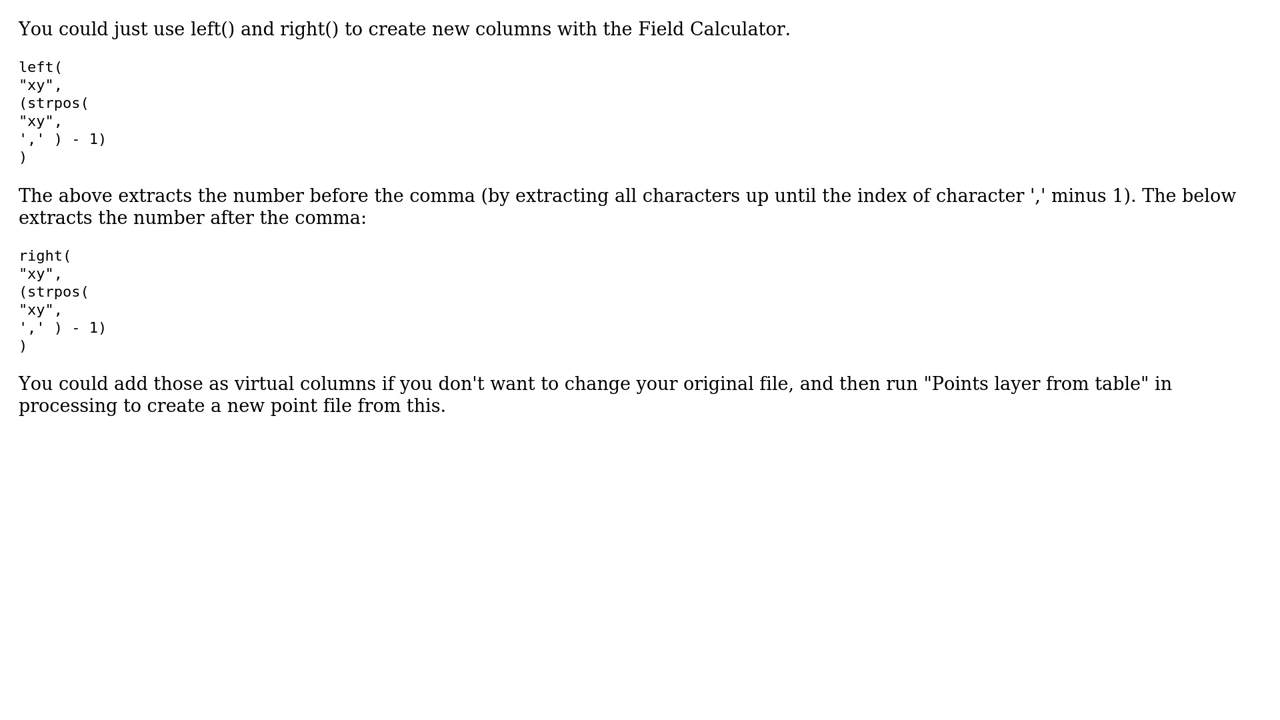 You could just use left() and right() to create new columns with the Field Calculator.
left(
"xy",
(strpos(
"xy",
',' ) - 1)
)
The above extracts the number before the comma (by extracting all characters up until the index of character ',' minus 1). The below
extracts the number after the comma:
right(
"xy",
(strpos(
"xy",
',' ) - 1)
)
You could add those as virtual columns if you don't want to change your original file, and then run "Points layer from table" in
processing to create a new point file from this.